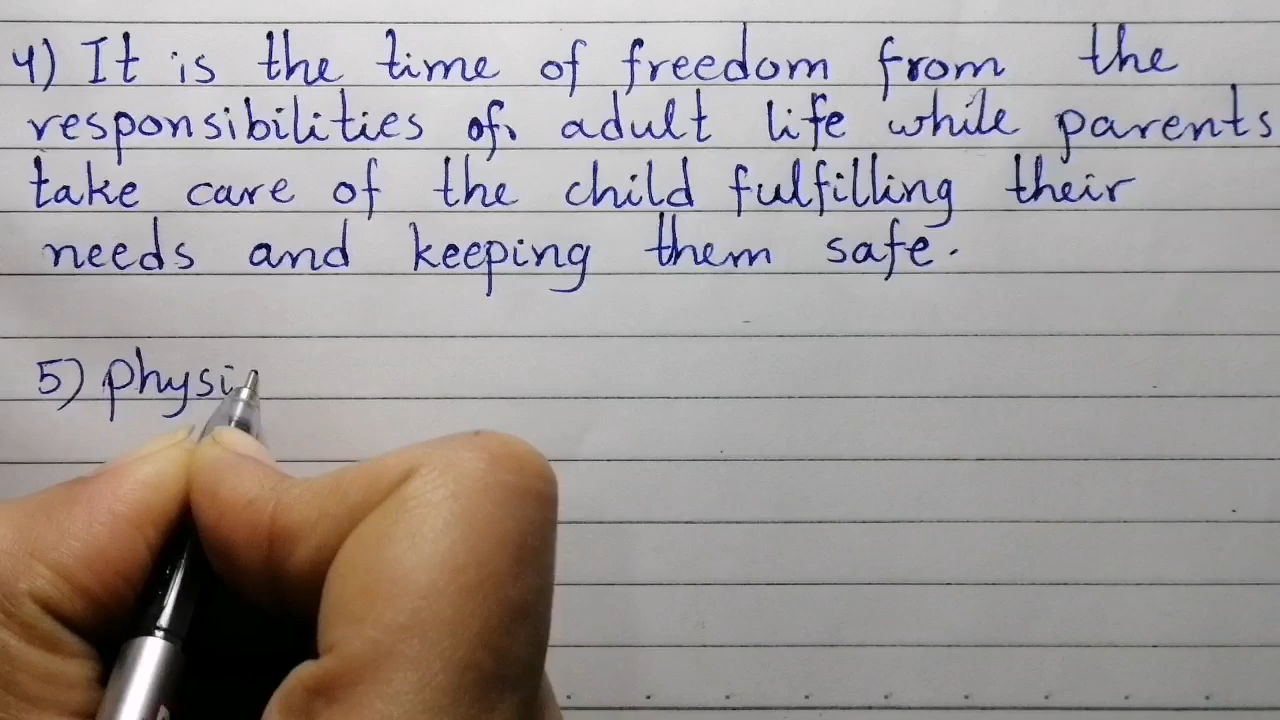 4) It is the time of freedom from the
responsibilities of adult life while parents
take care of the child fulfilling their
needs and keeping them safe.
5) Physi